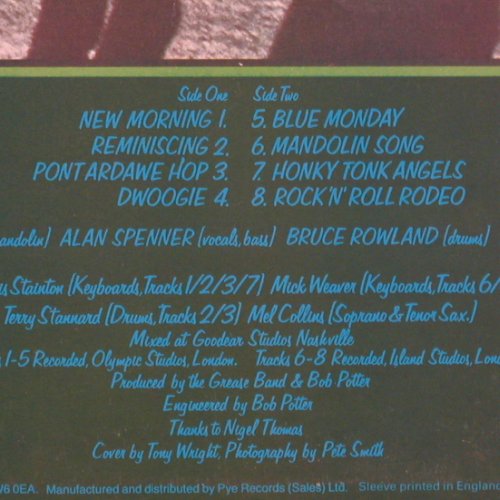 Side One Side Two
NEW MORNING 1. 5. BLUE MONDAY
REMINISCING 2. 6. MANDOLIN SONG
PONTARDAWE HOP 3. 7. HONKY TONK ANGELS
DWOOGIE 4. 8. ROCK'N'ROLL RODEO
andolin) ALAN SPENNER (vocals, bass) BRUCE ROWLAND (drums)
is Stainton (Keyboards, Tracks 1/2/3/7) Mick Weaver (Keyboards, Tracks 6/
Terry Stannard (Drums, Tracks 2/3) Mel Collins (Soprano & Tenor Sax.)
Mixed at Goodear Studios Nashville
s 1-5 Recorded, Olympic Studios, London. Tracks 6-8 Recorded, Island Studios, Lon
Produced by the Grease Band & Bob Potter
Engineered by Bob Potter
Thanks to Nigel Thomas
Cover by Tony Wright, Photography by Pete Smith
W6 0EA. Manufactured and distributed by Pye Records (Sales) Ltd. Sleeve printed in England